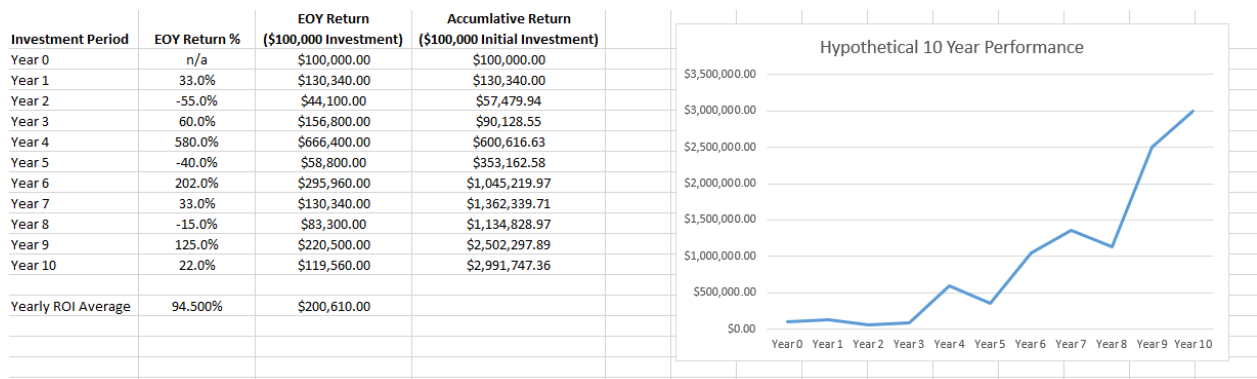 EOY Return Accumlative Return
Investment Period EOY Return % ($100,000 Investment) ($100,000 Initial Investment)
Year 0 n/a $100,000.00 $100,000.00
Year 1 33.0% $130,340.00 $130,340.00
Year 2 -55.0% $44,100.00 $57,479.94
Year 3 60.0% $156,800.00 $90,128.55
Year 4 580.0% $666,400.00 $600,616.63
Year 5 -40.0% $58,800.00 $353,162.58
Year 6 202.0% $295,960.00 $1,045,219.97
Year 7 33.0% $130,340.00 $1,362,339.71
Year 8 -15.0% $83,300.00 $1,134,828.97
Year 9 125.0% $220,500.00 $2,502,297.89
Year 10 22.0% $119,560.00 $2,991,747.36
Yearly ROI Average 94.500% $200,610.00
Hypothetical 10 Year Performance
$3,500,000.00
$3,000,000.00
$2,500,000.00
$2,000,000.00
$1,500,000.00
$1,000,000.00
$500,000.00
$0.00
Year 0 Year 1 Year 2 Year 3 Year 4 Year 5 Year 6 Year 7 Year 8 Year 9 Year 10